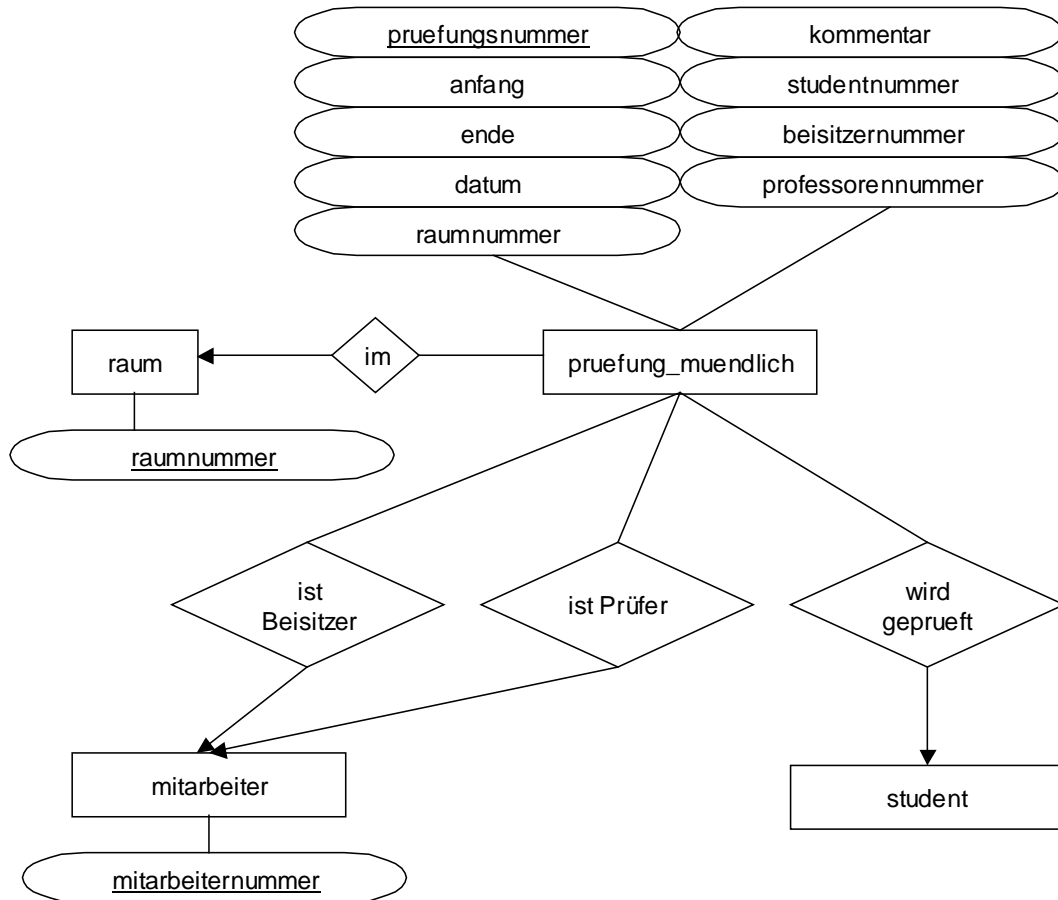 pruefungsnummer
kommentar
anfang
studentnummer
ende
beisitzernummer
datum
professorennummer
raumnummer
raum
im
pruefung_muendlich
raumnummer
ist
Beisitzer
ist Prüfer
wird
geprueft
mitarbeiter
student
mitarbeiternummer